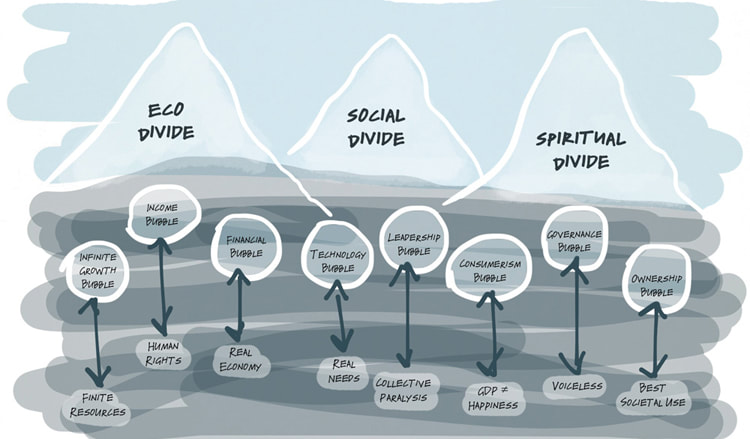 ECO
DIVIDE
SOCIAL
DIVIDE
SPIRITUAL
DIVIDE
INFINITE
GROWTH
BUBBLE
INCOME
BUBBLE
FINANCIAL
BUBBLE
TECHNOLOGY
BUBBLE
LEADERSHIP
BUBBLE
CONSUMERISM
BUBBLE
GOVERNANCE
BUBBLE
OWNERSHIP
BUBBLE
FINITE
RESOURCES
HUMAN
RIGHTS
REAL
ECONOMY
REAL
NEEDS
COLLECTIVE
PARALYSIS
GDP ≠
HAPPINESS
VOICELESS
BEST
SOCIETAL USE